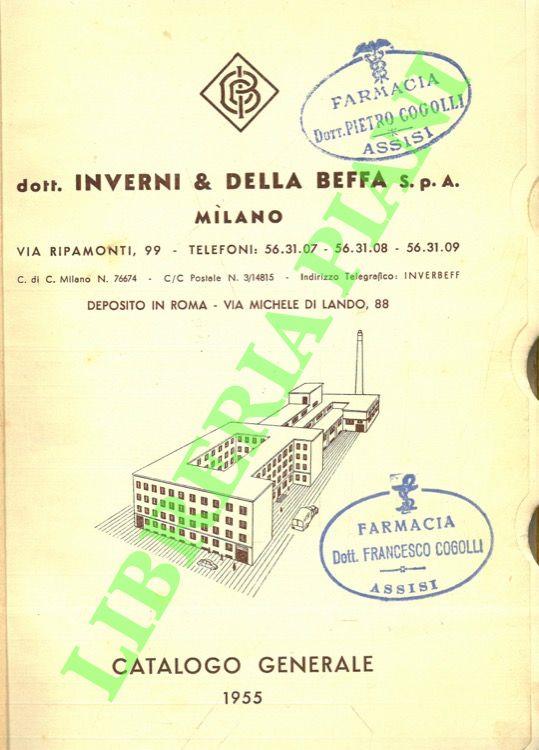 FARMACIA
Dott. PIETRO COGOLLI
ASSISI
dott. INVERNI & DELLA BEFFA S.p.A.
MILANO
VIA RIPAMONTI, 99 - TELEFONI: 56.31.07 - 56.31.08 - 56.31.09
C. di C. Milano N. 76674 - C/C Postale N. 3/14815 - Indirizzo Telegrafico: INVERBEFF
DEPOSITO IN ROMA - VIA MICHELE DI LANDO, 88
LIBRERIA PIANI
FARMACIA
Dott. FRANCESCO COGOLLI
ASSISI
CATALOGO GENERALE
1955